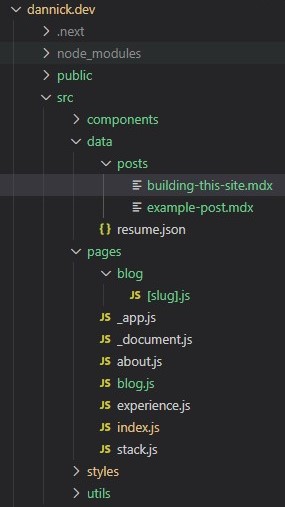 dannick.dev
.next
node_modules
public
src
components
data
posts
building-this-site.mdx
example-post.mdx
{} resume.json
pages
blog
JS [slug].js
JS _app.js
JS _document.js
JS about.js
JS blog.js
JS experience.js
JS index.js
JS stack.js
styles
utils